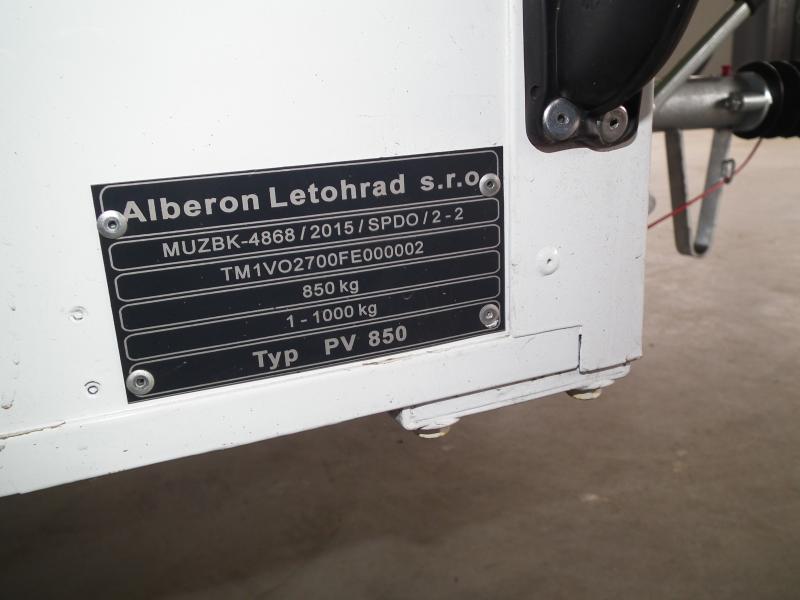 Alberon Letohrad s.r.o.
MUZBK-4868/2015/SPDO/2-2
TM1VO2700FE000002
850 kg
1 - 1000 kg
Typ PV 850